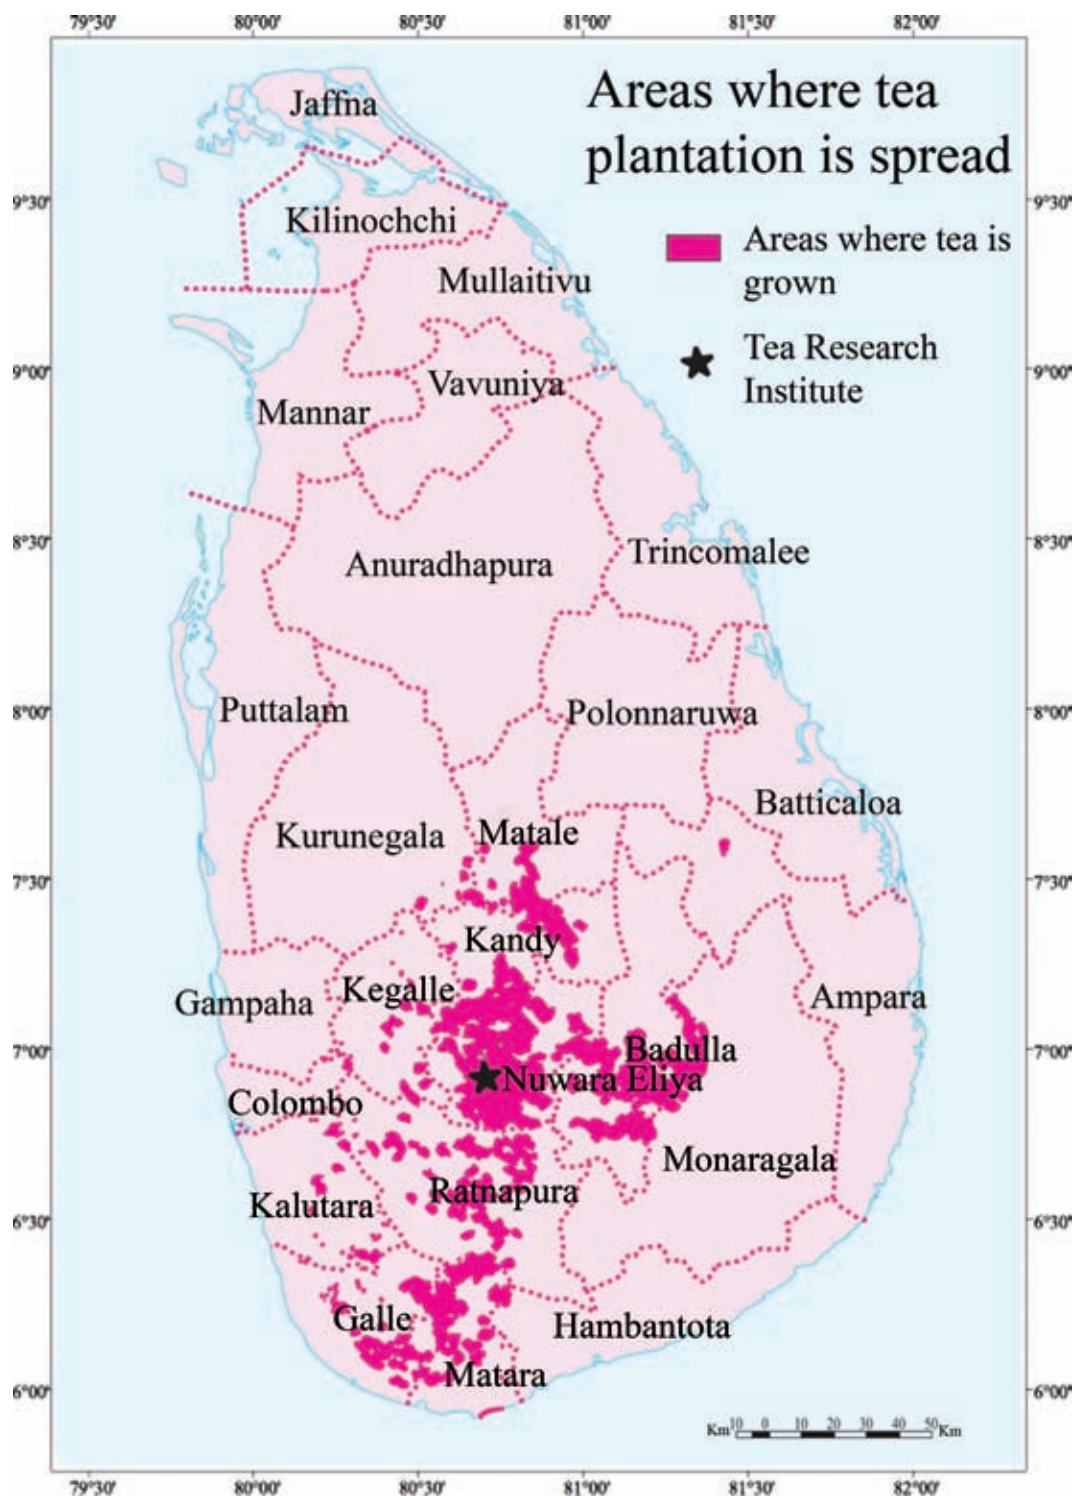 79°30' 80°00' 80°30' 81°00' 81°30' 82°00'
Areas where tea
plantation is spread
Jaffna
9°30' 9°30'
Kilinochchi
Areas where tea is
grown
Mullaitivu
Tea Research
Institute
9°00' 9°00'
Vavuniya
Mannar
8°30' 8°30'
Trincomalee
Anuradhapura
8°00' 8°00'
Puttalam
Polonnaruwa
Batticaloa
Kurunegala
Matale
7°30' 7°30'
Kandy
Kegalle
Gampaha
Ampara
7°00' 7°00'
Badulla
Nuwara Eliya
Colombo
Monaragala
Ratnapura
Kalutara
6°30' 6°30'
Galle
Hambantota
Matara
6°00' 6°00'
Km 10 0 10 20 30 40 50 Km
79°30' 80°00' 80°30' 81°00' 81°30' 82°00'